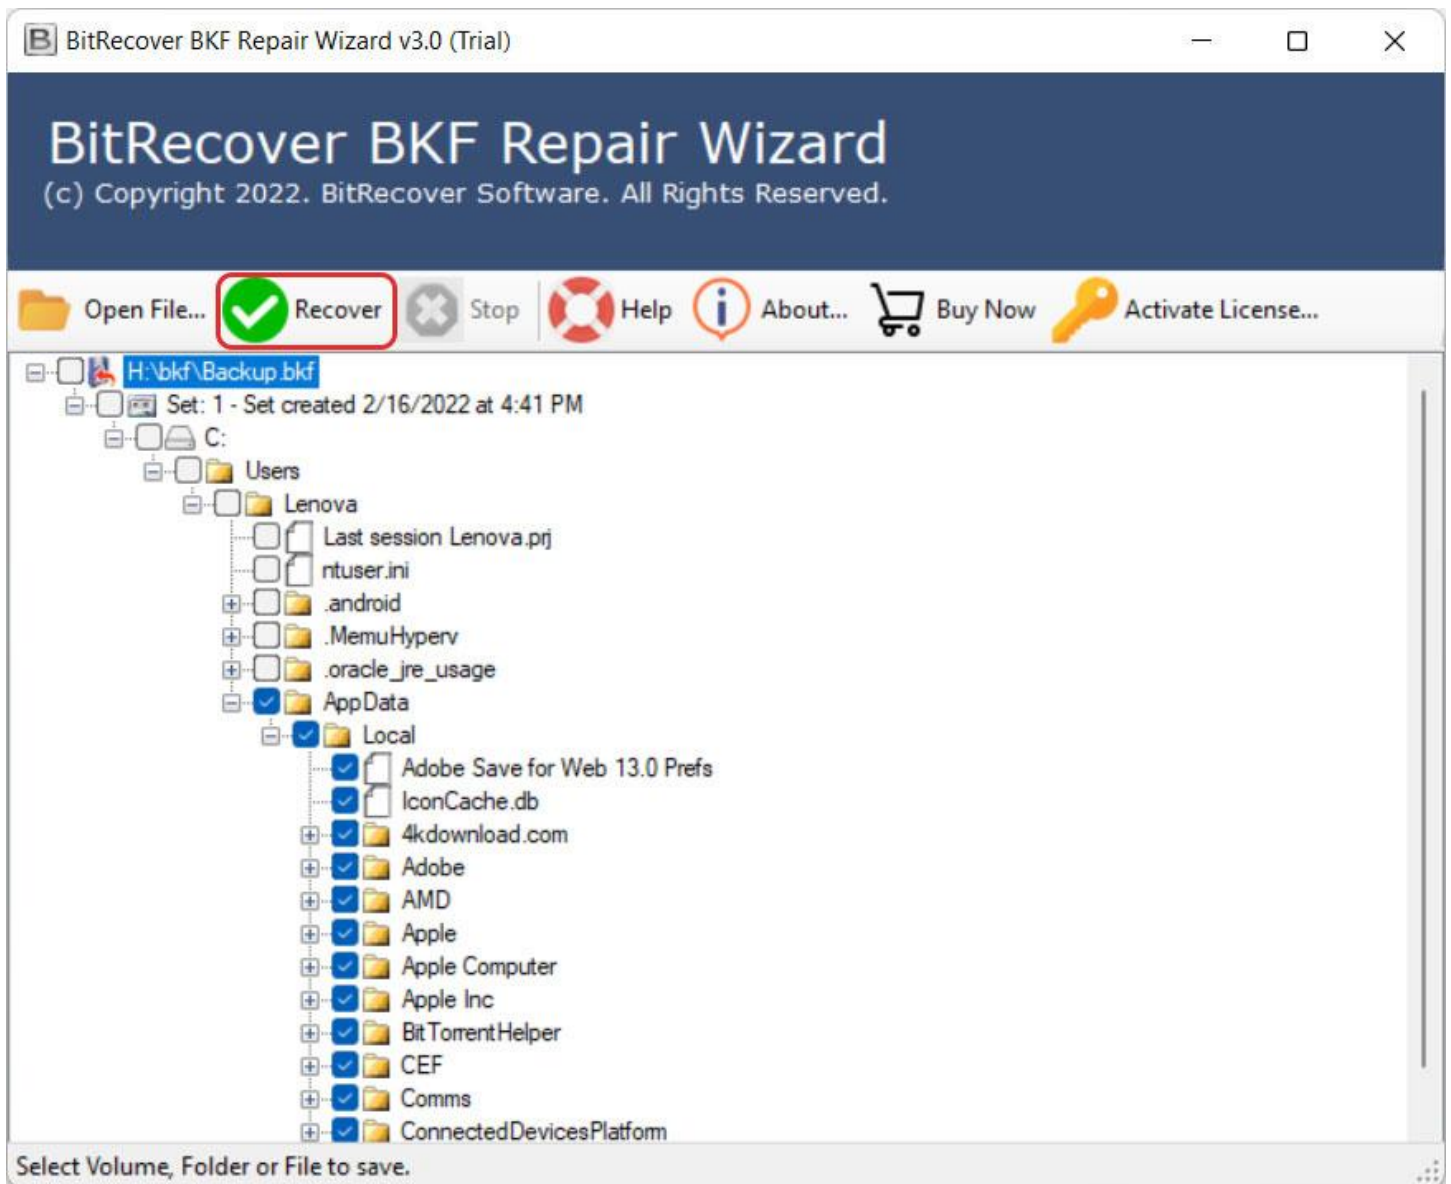 BitRecover BKF Repair Wizard v3.0 (Trial)
BitRecover BKF Repair Wizard
(c) Copyright 2022. BitRecover Software. All Rights Reserved.
Open File... Recover Stop Help About... Buy Now Activate License...
H:\bkf\Backup.bkf
Set: 1 - Set created 2/16/2022 at 4:41 PM
C:
Users
Lenova
Last session Lenova.prj
ntuser.ini
.android
.MemuHyperv
.oracle_jre_usage
AppData
Local
Adobe Save for Web 13.0 Prefs
IconCache.db
4kdownload.com
Adobe
AMD
Apple
Apple Computer
Apple Inc
BitTorrentHelper
CEF
Comms
ConnectedDevicesPlatform
Select Volume, Folder or File to save.